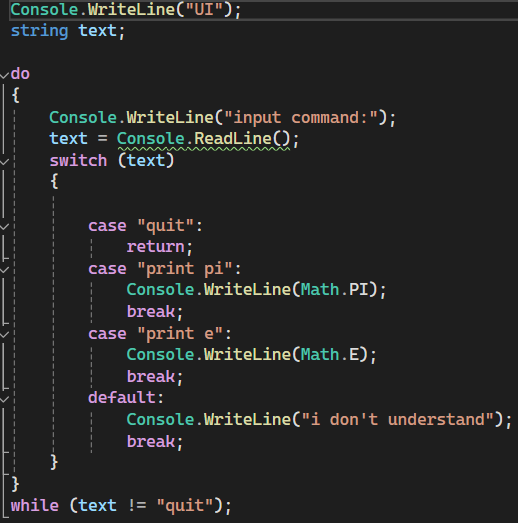 Console.WriteLine("UI");
string text;
do
{
Console.WriteLine("input command:");
text = Console.ReadLine();
switch (text)
{
case "quit":
return;
case "print pi":
Console.WriteLine(Math.PI);
break;
case "print e":
Console.WriteLine(Math.E);
break;
default:
Console.WriteLine("i don't understand");
break;
}
}
while (text != "quit");